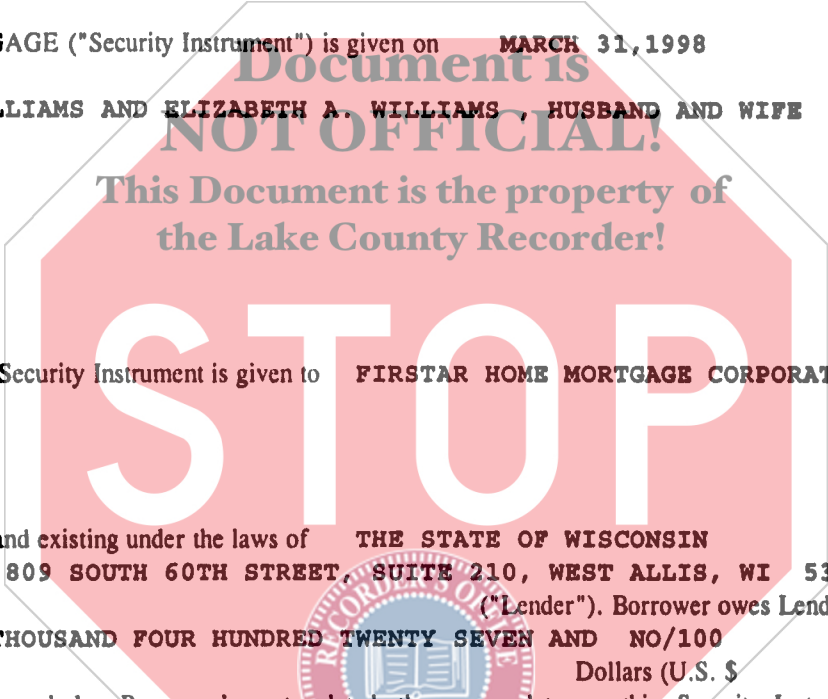 GAGE ("Security Instrument") is given on MARCH 31,1998
Document is
LLIAMS AND ELIZABETH A. WILLIAMS , HUSBAND AND WIFE
NOT OFFICIAL!
This Document is the property of
the Lake County Recorder!
STOP
Security Instrument is given to FIRSTAR HOME MORTGAGE CORPORAT
and existing under the laws of THE STATE OF WISCONSIN
809 SOUTH 60TH STREET, SUITE 210, WEST ALLIS, WI 53
RECORDER'S OFFICE
("Lender"). Borrower owes Lend
THOUSAND FOUR HUNDRED TWENTY SEVEN AND NO/100
Dollars (U.S. $